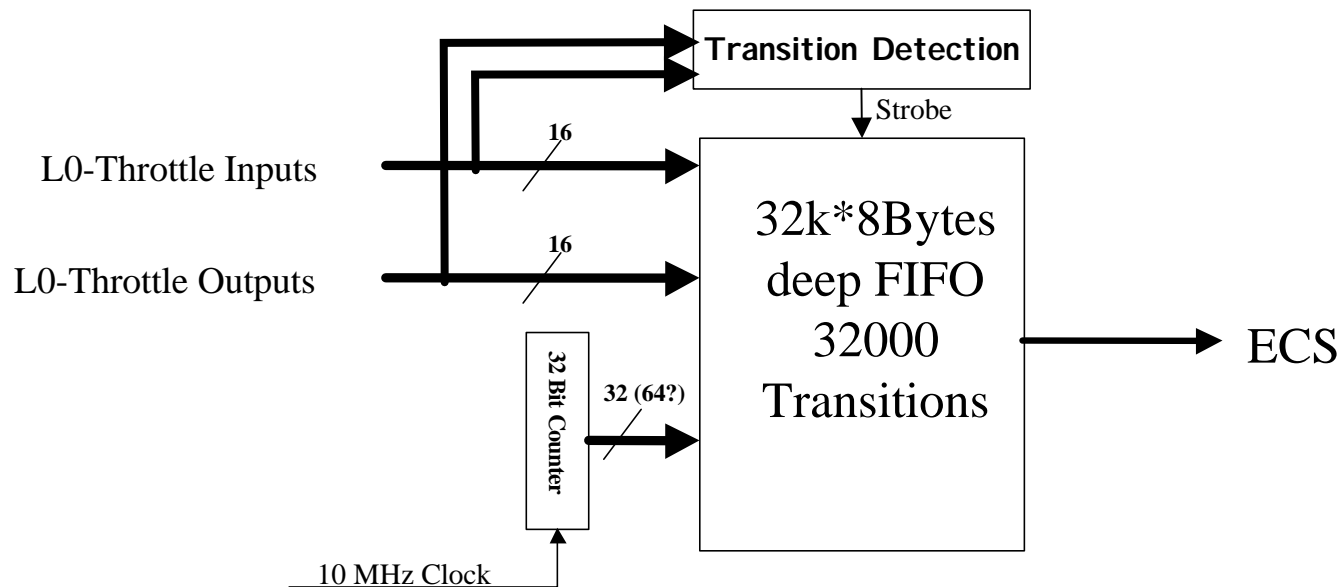 Transition Detection
Strobe
16
L0-Throttle Inputs
16
L0-Throttle Outputs
32k*8Bytes
deep FIFO
32000
Transitions
ECS
32 Bit Counter
32 (64?)
10 MHz Clock